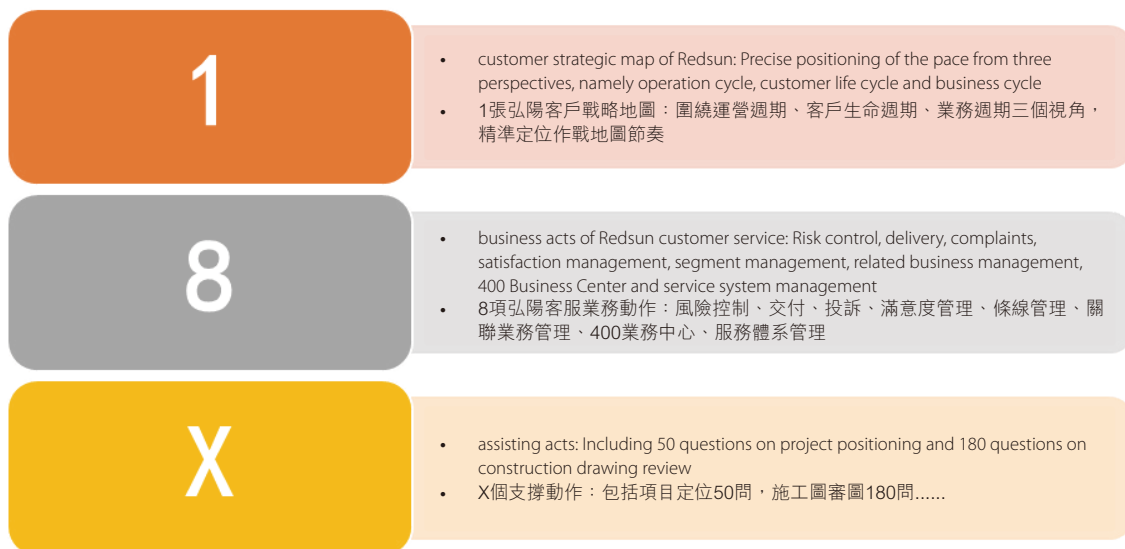 1
• customer strategic map of Redsun: Precise positioning of the pace from three
perspectives, namely operation cycle, customer life cycle and business cycle
• 1張弘陽客戶戰略地圖：圍繞運營週期、客戶生命週期、業務週期三個視角，
精準定位作戰地圖節奏
8
• business acts of Redsun customer service: Risk control, delivery, complaints,
satisfaction management, segment management, related business management,
400 Business Center and service system management
• 8項弘陽客服業務動作：風險控制、交付、投訴、滿意度管理、條線管理、關
聯業務管理、400業務中心、服務體系管理
X
• assisting acts: Including 50 questions on project positioning and 180 questions on
construction drawing review
• X個支撐動作：包括項目定位50問，施工圖審圖180問......